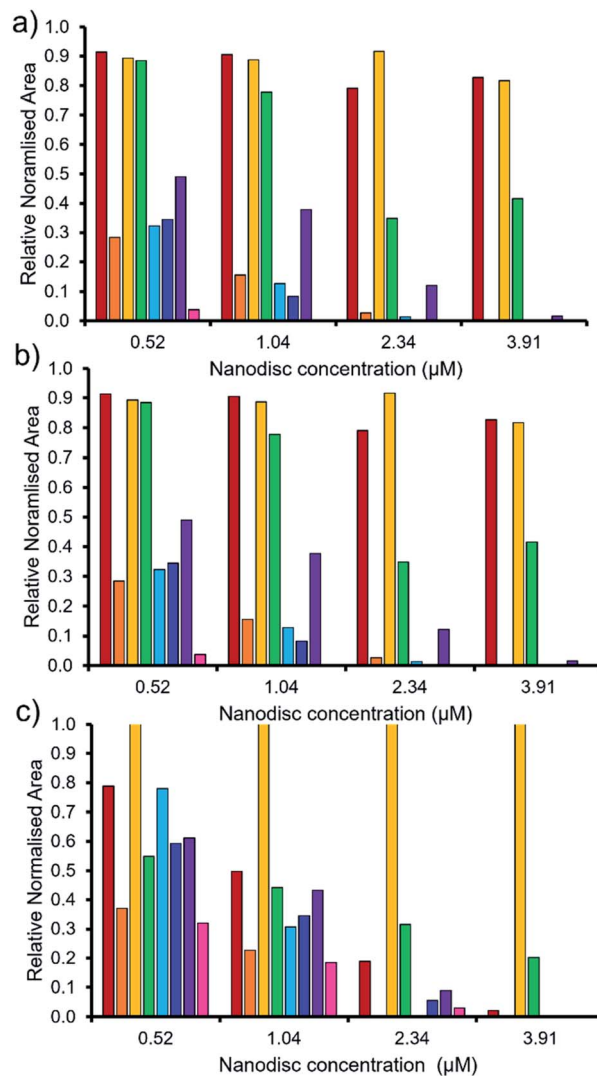 a)
Relative Noramlised Area
1.0
0.9
0.8
0.7
0.6
0.5
0.4
0.3
0.2
0.1
0.0
0.52 1.04 2.34 3.91
Nanodisc concentration (µM)
b)
Relative Noramlised Area
1.0
0.9
0.8
0.7
0.6
0.5
0.4
0.3
0.2
0.1
0.0
0.52 1.04 2.34 3.91
Nanodisc concentration (µM)
c)
Relative Normalised Area
1.0
0.9
0.8
0.7
0.6
0.5
0.4
0.3
0.2
0.1
0.0
0.52 1.04 2.34 3.91
Nanodisc concentration (µM)